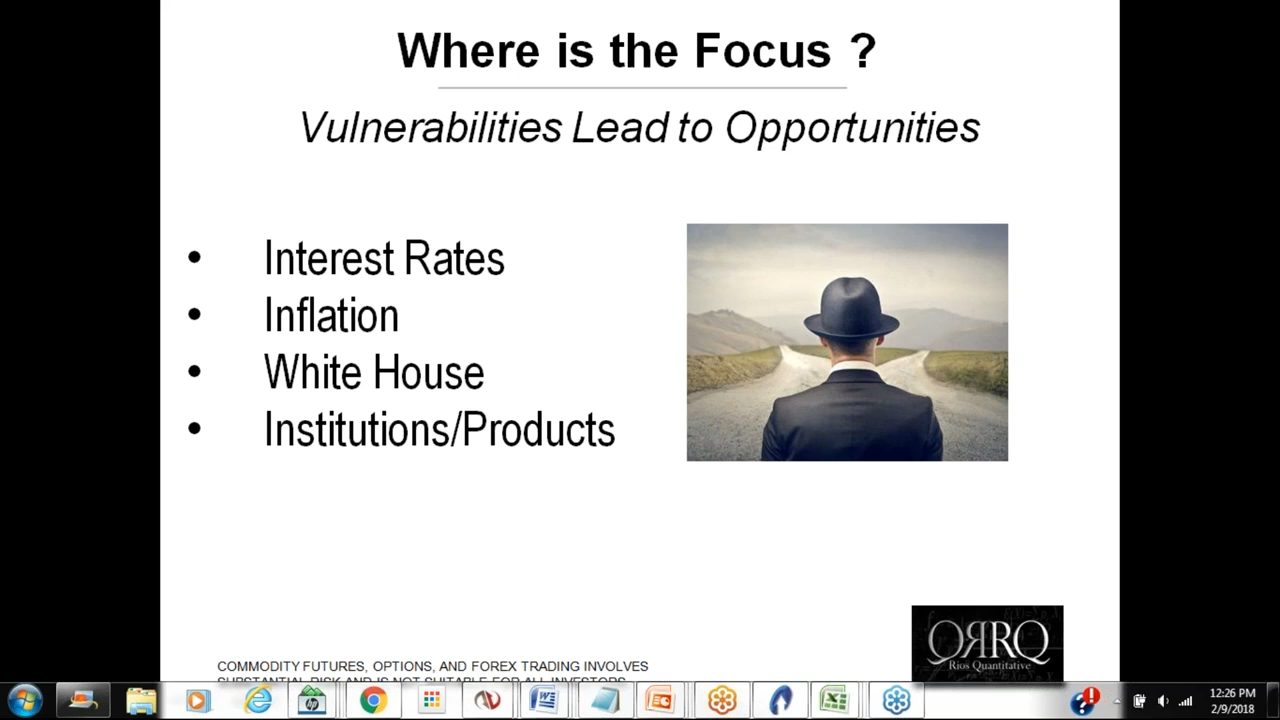 Where is the Focus ?
Vulnerabilities Lead to Opportunities
• Interest Rates
• Inflation
• White House
• Institutions/Products
QRRQ
Rios Quantitative
COMMODITY FUTURES, OPTIONS, AND FOREX TRADING INVOLVES
SUBSTANTIAL RISK AND IS NOT SUITABLE FOR ALL INVESTORS
12:26 PM
2/9/2018